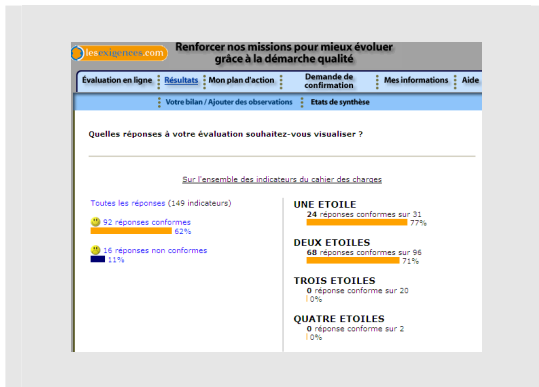 lesexigences.com
Renforcer nos missions pour mieux évoluer
grâce à la démarche qualité
Évaluation en ligne Résultats Mon plan d'action Demande de confirmation Mes informations Aide
Votre bilan / Ajouter des observations Etats de synthèse
Quelles réponses à votre évaluation souhaitez-vous visualiser ?
Sur l'ensemble des indicateurs du cahier des charges
Toutes les réponses (149 indicateurs)
92 réponses conformes
62%
16 réponses non conformes
11%
UNE ETOILE
24 réponses conformes sur 31
77%
DEUX ETOILES
68 réponses conformes sur 96
71%
TROIS ETOILES
0 réponse conforme sur 20
0%
QUATRE ETOILES
0 réponse conforme sur 2
0%